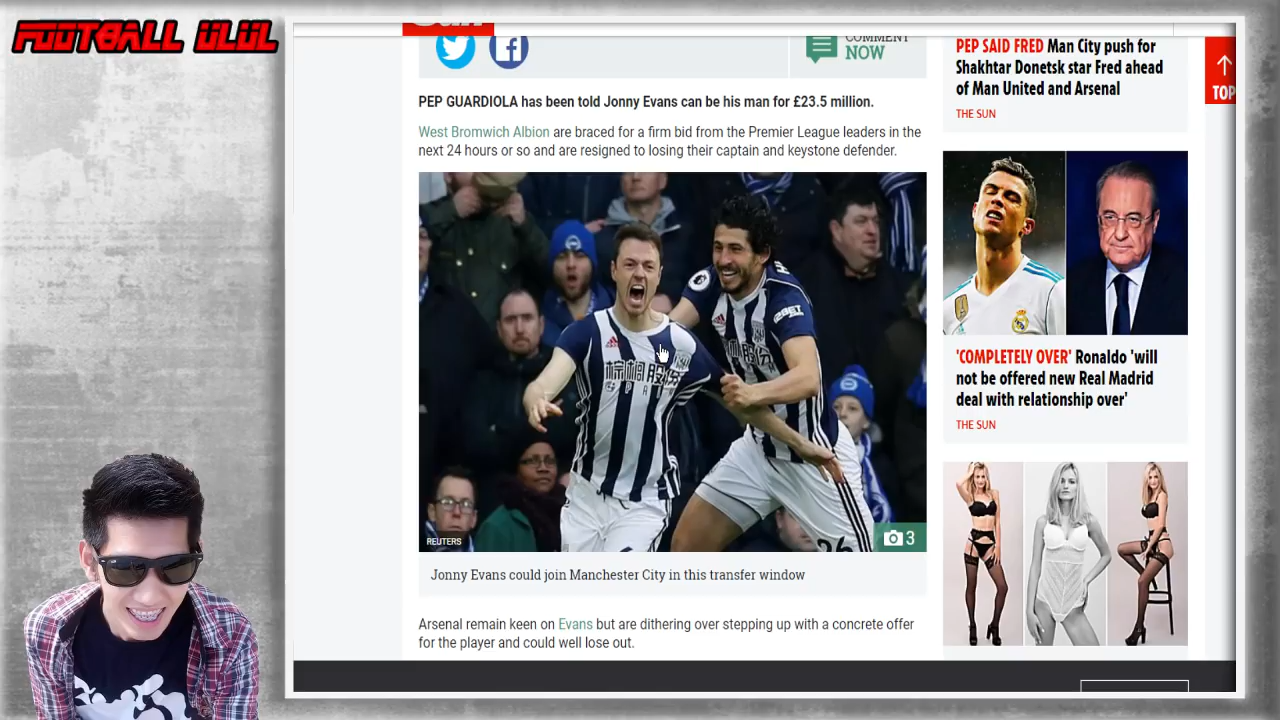 FOOTBALL ULUL
COMMENT
NOW
PEP GUARDIOLA has been told Jonny Evans can be his man for £23.5 million.
West Bromwich Albion are braced for a firm bid from the Premier League leaders in the
next 24 hours or so and are resigned to losing their captain and keystone defender.
REUTERS
3
Jonny Evans could join Manchester City in this transfer window
Arsenal remain keen on Evans but are dithering over stepping up with a concrete offer
for the player and could well lose out.
PEP SAID FRED Man City push for
Shakhtar Donetsk star Fred ahead
of Man United and Arsenal
THE SUN
'COMPLETELY OVER' Ronaldo 'will
not be offered new Real Madrid
deal with relationship over'
THE SUN
TOP